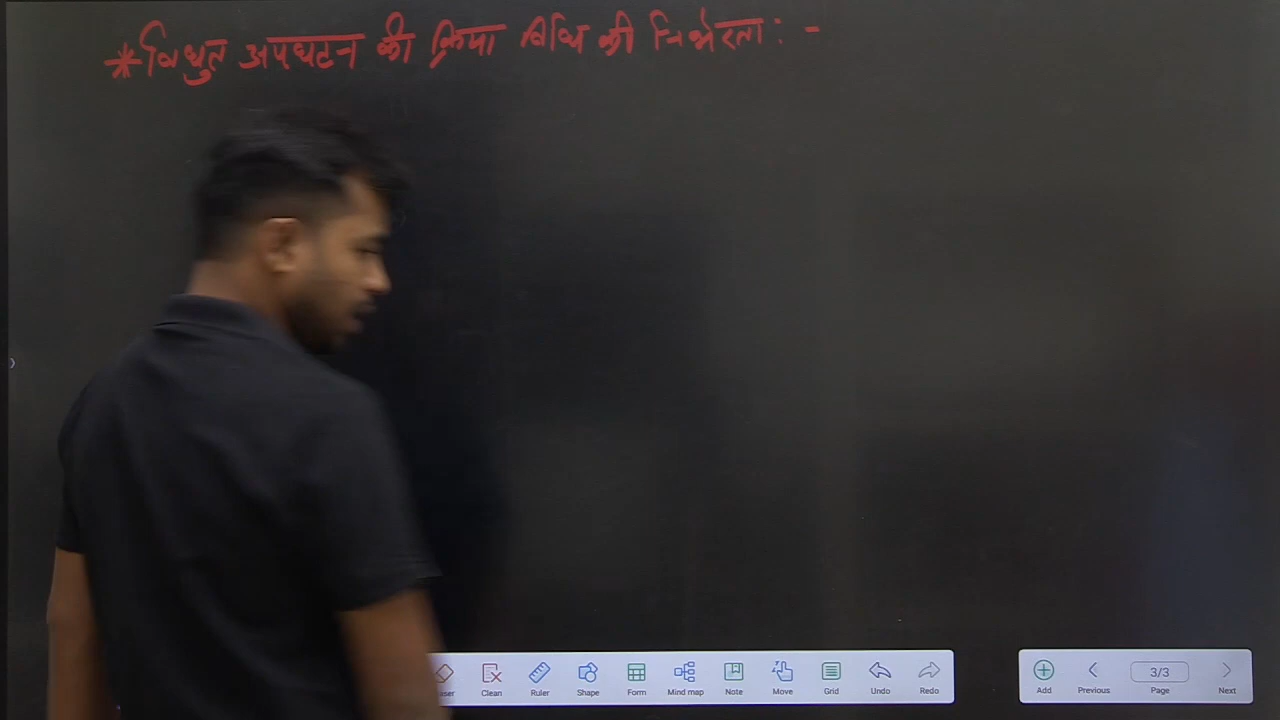 * विधुत अपघटन की क्रिया विधि की निर्भरता : -
Eraser Clean Ruler Shape Form Mind map Note Move Grid Undo Redo
Add Previous 3/3 Page Next